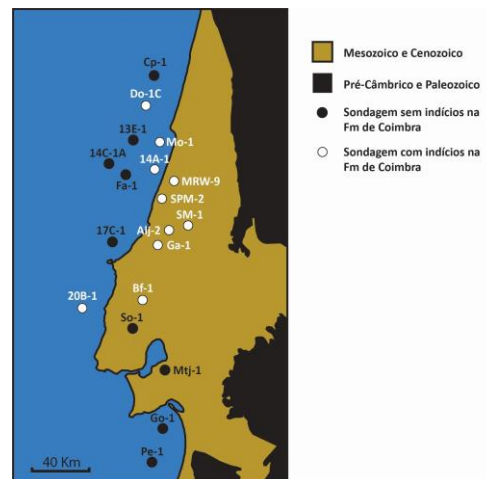 Cp-1
Do-1C
13E-1
Mo-1
14C-1A
14A-1
Fa-1
MRW-9
SPM-2
SM-1
17C-1
Alj-2
Ga-1
20B-1
Bf-1
So-1
Mtj-1
Go-1
Pe-1
40 Km
Mesozoico e Cenozoico
Pré-Câmbrico e Paleozoico
Sondagem sem indícios na
Fm de Coimbra
Sondagem com indícios na
Fm de Coimbra